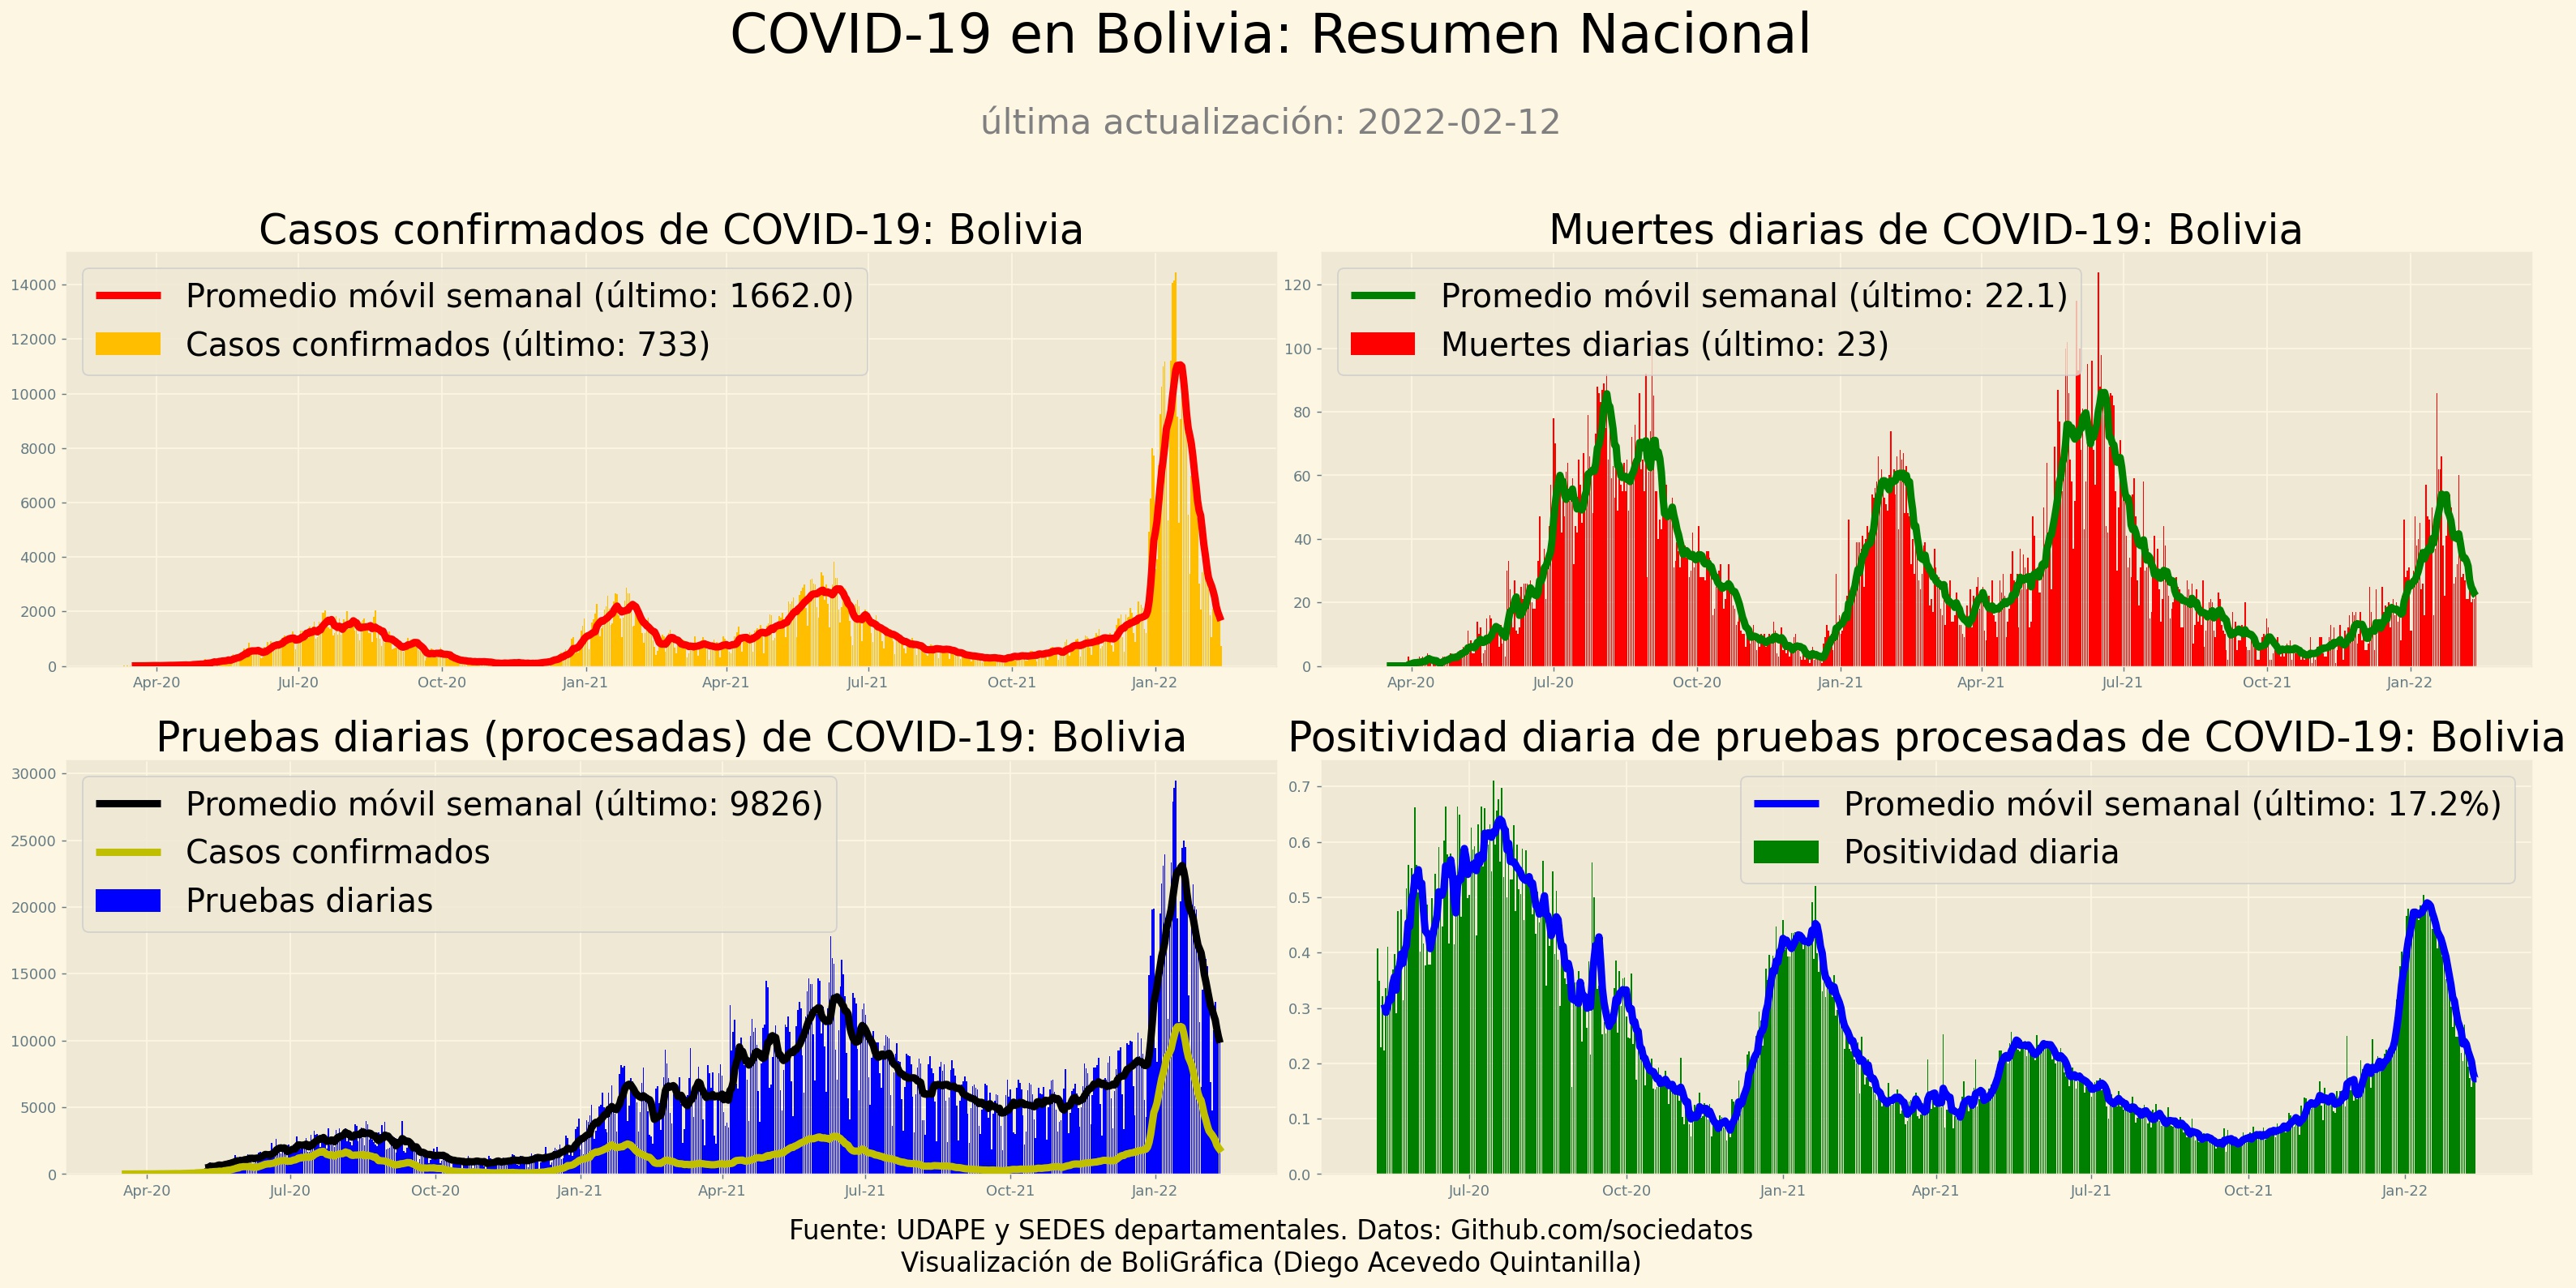 COVID-19 en Bolivia: Resumen Nacional
última actualización: 2022-02-12
Casos confirmados de COVID-19: Bolivia
14000
12000
10000
8000
6000
4000
2000
0
Promedio móvil semanal (último: 1662.0)
Casos confirmados (último: 733)
Apr-20 Jul-20 Oct-20 Jan-21 Apr-21 Jul-21 Oct-21 Jan-22
Muertes diarias de COVID-19: Bolivia
120
100
80
60
40
20
0
Promedio móvil semanal (último: 22.1)
Muertes diarias (último: 23)
Apr-20 Jul-20 Oct-20 Jan-21 Apr-21 Jul-21 Oct-21 Jan-22
Pruebas diarias (procesadas) de COVID-19: Bolivia
30000
25000
20000
15000
10000
5000
0
Promedio móvil semanal (último: 9826)
Casos confirmados
Pruebas diarias
Apr-20 Jul-20 Oct-20 Jan-21 Apr-21 Jul-21 Oct-21 Jan-22
Positividad diaria de pruebas procesadas de COVID-19: Bolivia
0.7
0.6
0.5
0.4
0.3
0.2
0.1
0.0
Promedio móvil semanal (último: 17.2%)
Positividad diaria
Jul-20 Oct-20 Jan-21 Apr-21 Jul-21 Oct-21 Jan-22
Fuente: UDAPE y SEDES departamentales. Datos: Github.com/sociedatos
Visualización de BoliGráfica (Diego Acevedo Quintanilla)